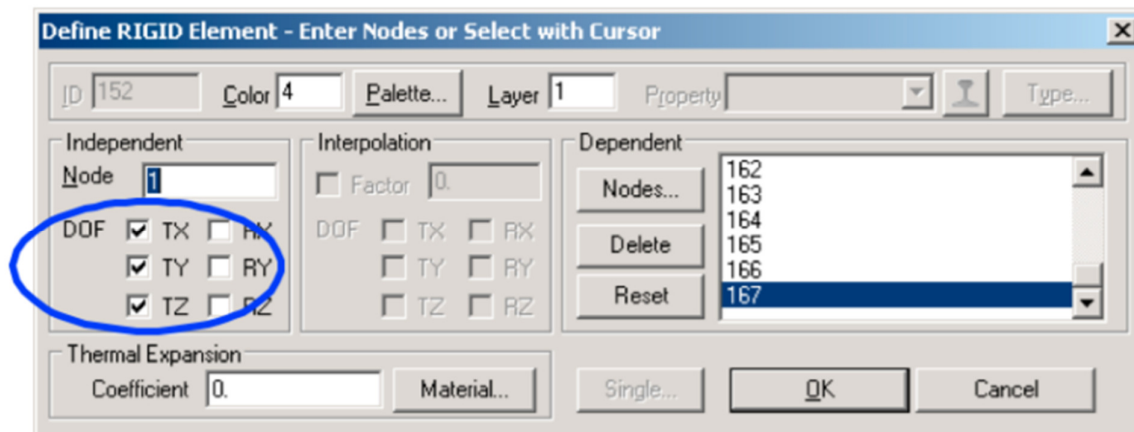 Define RIGID Element - Enter Nodes or Select with Cursor
ID 152 Color 4 Palette... Layer 1 Property Type...
Independent Interpolation Dependent
Node 1 Factor 0. Nodes... 162
163
DOF TX RX DOF TX RX 164
TY RY TY RY Delete 165
166
TZ RZ TZ RZ Reset 167
Thermal Expansion
Coefficient 0. Material... Single... OK Cancel